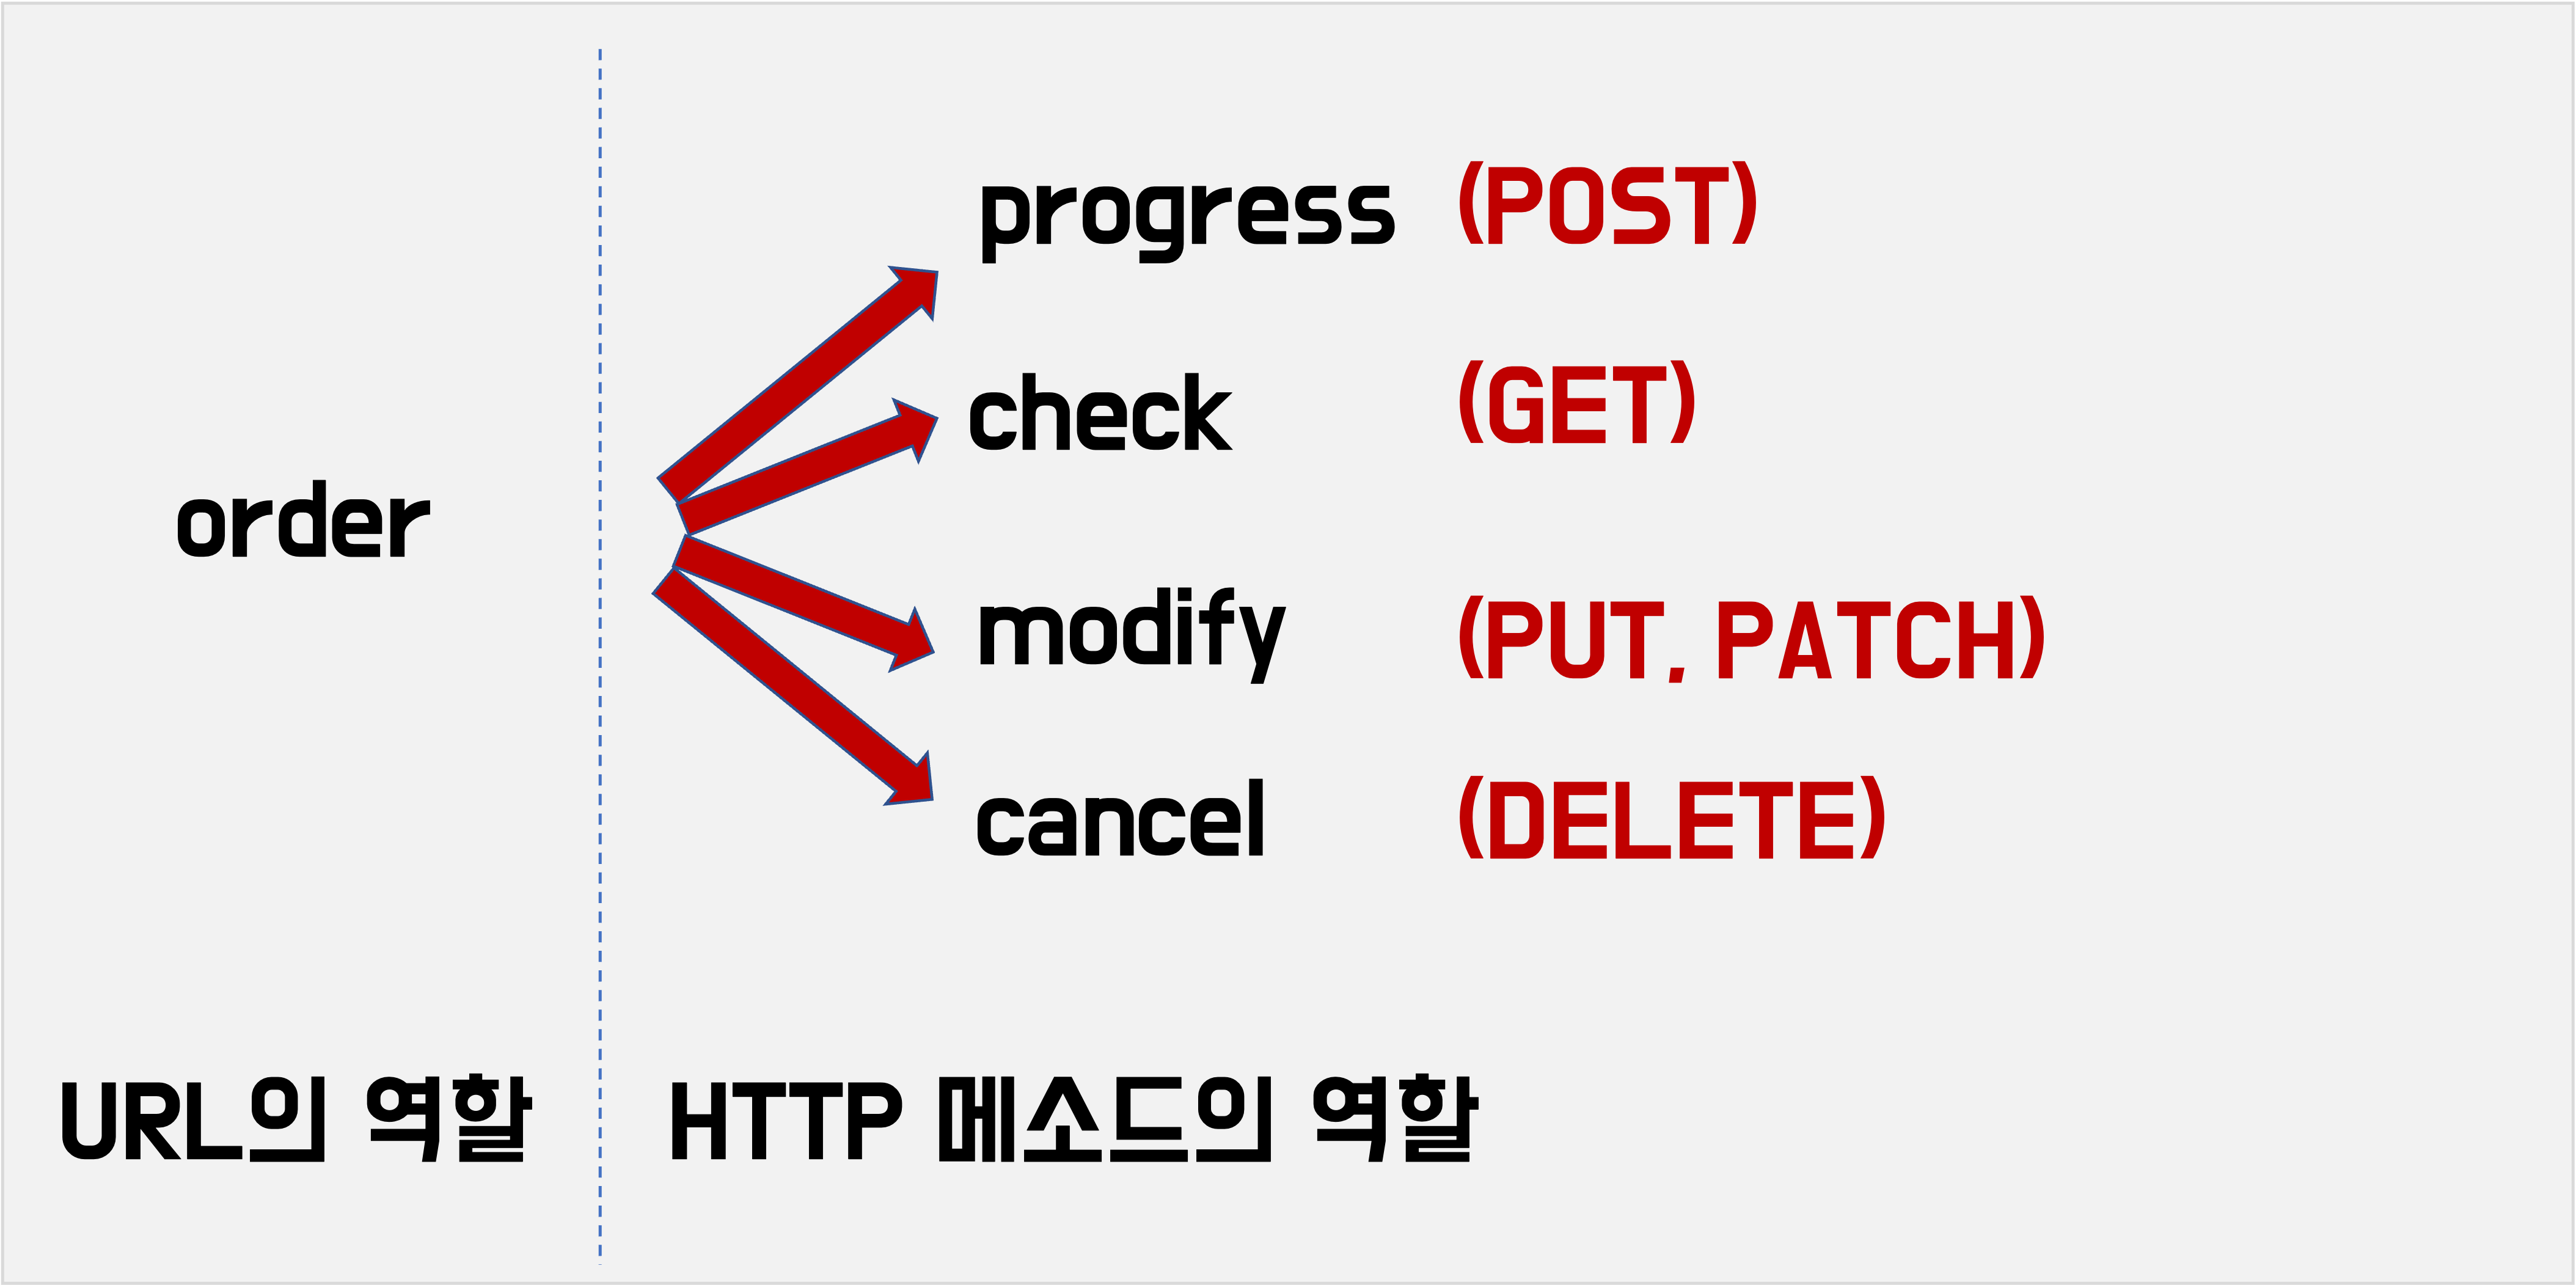 progress (POST)
check (GET)
order
modify (PUT, PATCH)
cancel (DELETE)
URL의 역할
HTTP 메소드의 역할